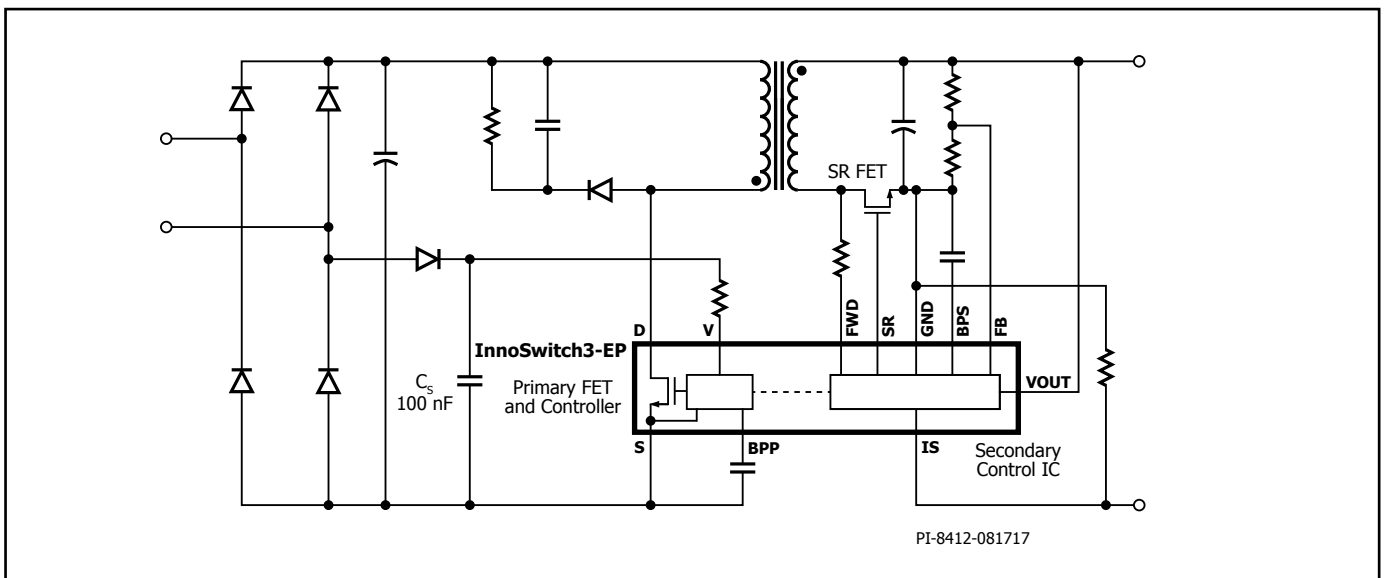 SR FET
FWD
SR
GND
BPS
FB
D
V
InnoSwitch3-EP
VOUT
C_S
100 nF
Primary FET
and Controller
S
BPP
IS
Secondary
Control IC
PI-8412-081717